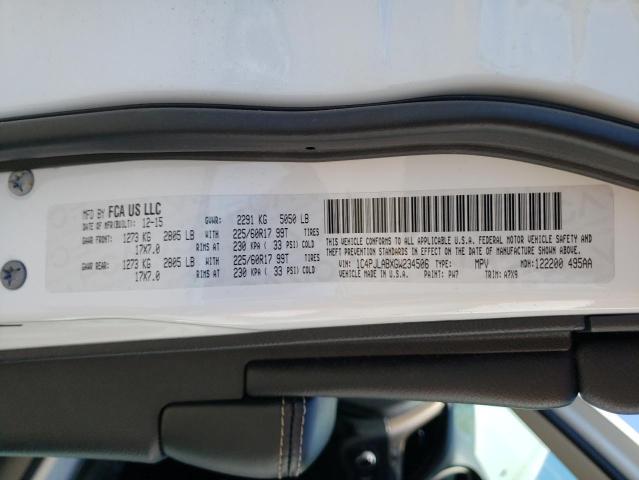 MFD BY FCA US LLC
DATE OF MFR(BUILT): 12-15 GVWR: 2291 KG 5050 LB
GAWR FRONT: 1273 KG 2805 LB WITH 225/60R17 99T TIRES
17X7.0 RIMS AT 230 KPA ( 33 PSI) COLD
GAWR REAR: 1273 KG 2805 LB WITH 225/60R17 99T TIRES
17X7.0 RIMS AT 230 KPA ( 33 PSI) COLD
THIS VEHICLE CONFORMS TO ALL APPLICABLE U.S.A. FEDERAL MOTOR VEHICLE SAFETY AND
THEFT PREVENTION STANDARDS IN EFFECT ON THE DATE OF MANUFACTURE SHOWN ABOVE.
VIN: 1C4PJLABXGW234506 TYPE: MPV MDH: 122200 495AA
MADE IN U.S.A. PAINT: PW7 TRIM: A7X9